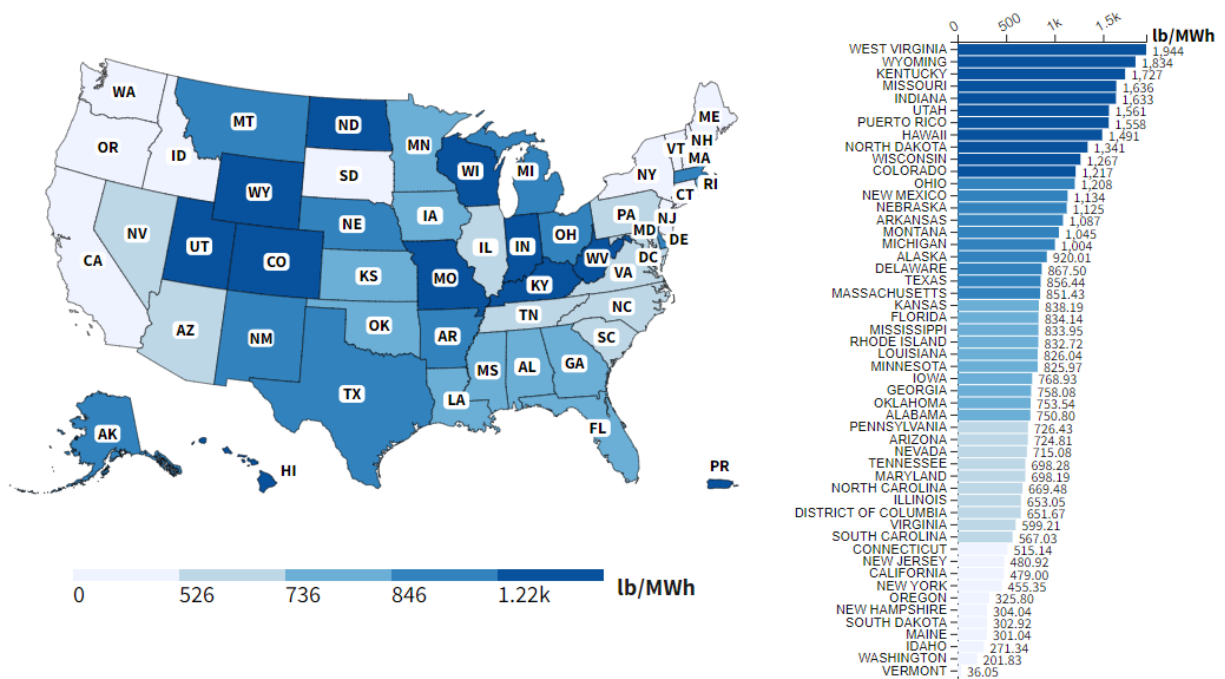 WA
MT
ND
MN
ME
OR
ID
SD
WI
MI
VT
NH
MA
NY
RI
CT
WY
NE
IA
PA
NJ
MD
DE
NV
UT
CO
KS
MO
IL
IN
OH
WV
DC
VA
CA
KY
AZ
NM
OK
AR
TN
NC
SC
TX
LA
MS
AL
GA
FL
AK
HI
PR
0 526 736 846 1.22k lb/MWh
0 500 1k 1.5k lb/MWh
WEST VIRGINIA 1,944
WYOMING 1,834
KENTUCKY 1,727
MISSOURI 1,636
INDIANA 1,633
UTAH 1,561
PUERTO RICO 1,558
HAWAII 1,491
NORTH DAKOTA 1,341
WISCONSIN 1,267
COLORADO 1,217
OHIO 1,208
NEW MEXICO 1,134
NEBRASKA 1,125
ARKANSAS 1,087
MONTANA 1,045
MICHIGAN 1,004
ALASKA 920.01
DELAWARE 867.50
TEXAS 856.44
MASSACHUSETTS 851.43
KANSAS 838.19
FLORIDA 834.14
MISSISSIPPI 833.95
RHODE ISLAND 832.72
LOUISIANA 826.04
MINNESOTA 825.97
IOWA 768.93
GEORGIA 758.08
OKLAHOMA 753.54
ALABAMA 750.80
PENNSYLVANIA 726.43
ARIZONA 724.81
NEVADA 715.08
TENNESSEE 698.28
MARYLAND 698.19
NORTH CAROLINA 669.48
ILLINOIS 653.05
DISTRICT OF COLUMBIA 651.67
VIRGINIA 599.21
SOUTH CAROLINA 567.03
CONNECTICUT 515.14
NEW JERSEY 480.92
CALIFORNIA 479.00
NEW YORK 455.35
OREGON 325.80
NEW HAMPSHIRE 304.04
SOUTH DAKOTA 302.92
MAINE 301.04
IDAHO 271.34
WASHINGTON 201.83
VERMONT 36.05